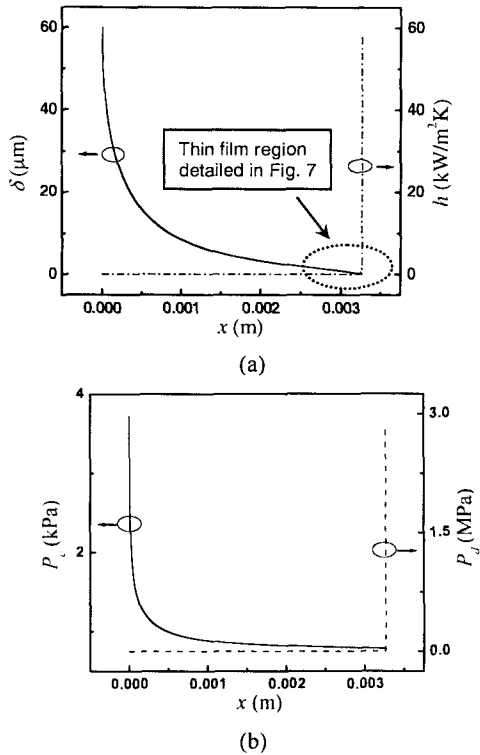 60
60
40
40
20
20
0
0
δ (μm)
h (kW/m²K)
Thin film region
detailed in Fig. 7
0.000
0.001
0.002
0.003
x (m)
(a)
4
2
3.0
1.5
0.0
P_c (kPa)
P_d (MPa)
0.000
0.001
0.002
0.003
x (m)
(b)